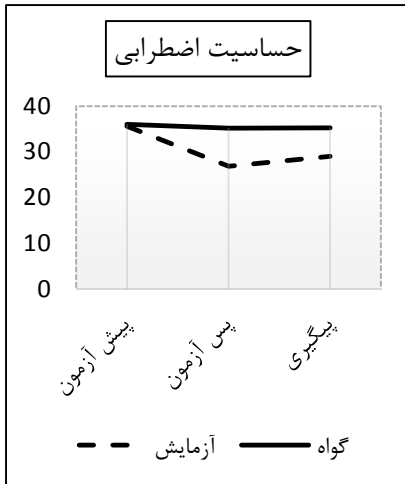 حساسیت اضطرابی
40
30
20
10
0
پیش آزمون
پس آزمون
پیگیری
آزمایش
گواه